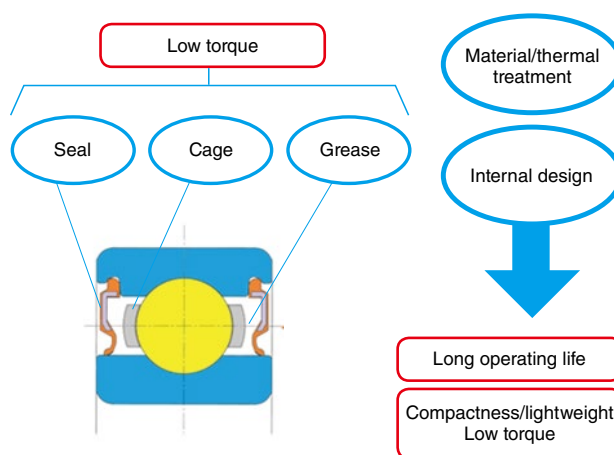 Low torque
Seal
Cage
Grease
Material/thermal
treatment
Internal design
Long operating life
Compactness/lightweight
Low torque